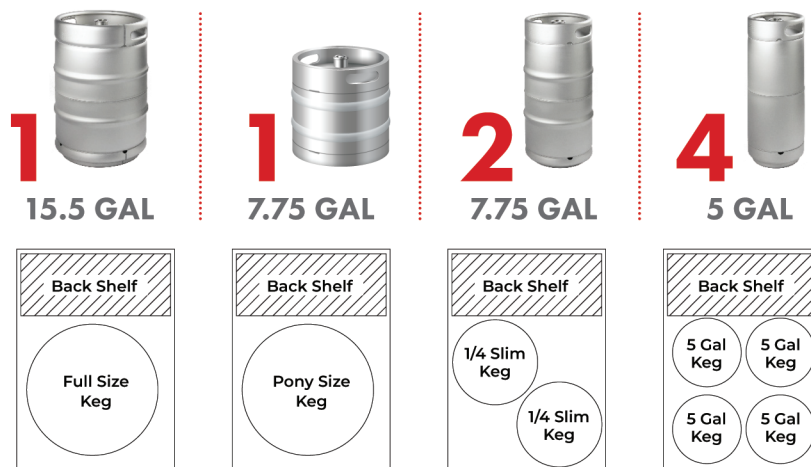 1
15.5 GAL
1
7.75 GAL
2
7.75 GAL
4
5 GAL
Back Shelf
Full Size
Keg
Back Shelf
Pony Size
Keg
Back Shelf
1/4 Slim
Keg
1/4 Slim
Keg
Back Shelf
5 Gal
Keg
5 Gal
Keg
5 Gal
Keg
5 Gal
Keg